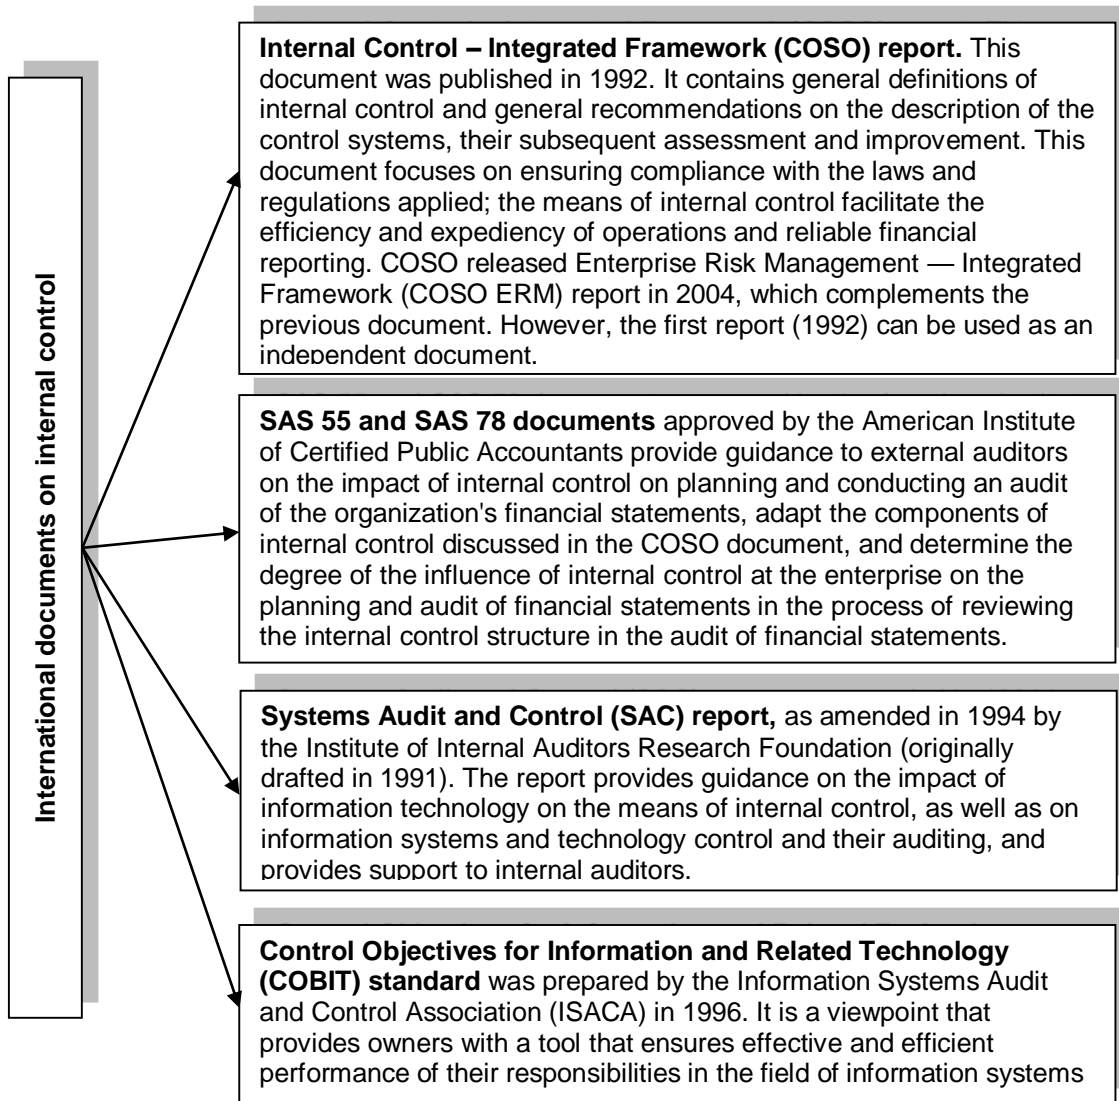 International documents on internal control
Internal Control – Integrated Framework (COSO) report. This
document was published in 1992. It contains general definitions of
internal control and general recommendations on the description of the
control systems, their subsequent assessment and improvement. This
document focuses on ensuring compliance with the laws and
regulations applied; the means of internal control facilitate the
efficiency and expediency of operations and reliable financial
reporting. COSO released Enterprise Risk Management — Integrated
Framework (COSO ERM) report in 2004, which complements the
previous document. However, the first report (1992) can be used as an
independent document.
SAS 55 and SAS 78 documents approved by the American Institute
of Certified Public Accountants provide guidance to external auditors
on the impact of internal control on planning and conducting an audit
of the organization's financial statements, adapt the components of
internal control discussed in the COSO document, and determine the
degree of the influence of internal control at the enterprise on the
planning and audit of financial statements in the process of reviewing
the internal control structure in the audit of financial statements.
Systems Audit and Control (SAC) report, as amended in 1994 by
the Institute of Internal Auditors Research Foundation (originally
drafted in 1991). The report provides guidance on the impact of
information technology on the means of internal control, as well as on
information systems and technology control and their auditing, and
provides support to internal auditors.
Control Objectives for Information and Related Technology
(COBIT) standard was prepared by the Information Systems Audit
and Control Association (ISACA) in 1996. It is a viewpoint that
provides owners with a tool that ensures effective and efficient
performance of their responsibilities in the field of information systems